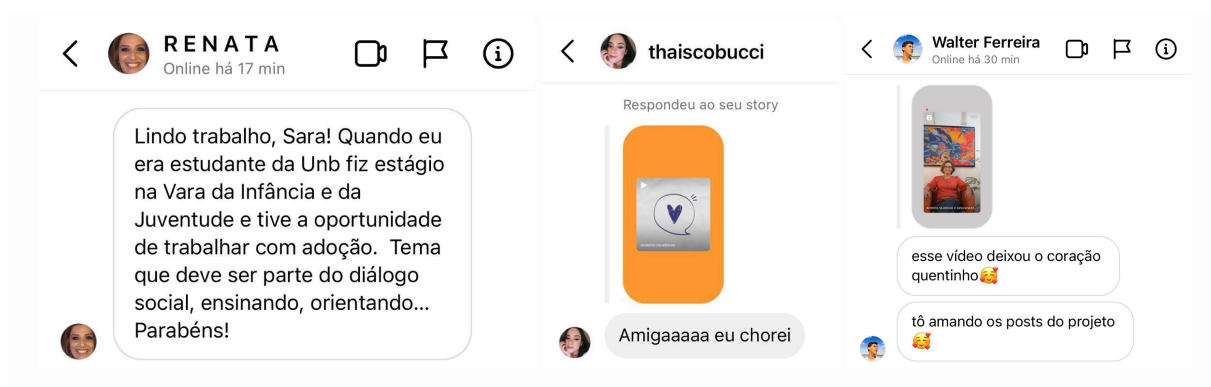 RENATA
Online há 17 min
Lindo trabalho, Sara! Quando eu
era estudante da Unb fiz estágio
na Vara da Infância e da
Juventude e tive a oportunidade
de trabalhar com adoção.  Tema
que deve ser parte do diálogo
social, ensinando, orientando...
Parabéns!
thaiscobucci
Respondeu ao seu story
Amigaaaaa eu chorei
Walter Ferreira
Online há 30 min
esse vídeo deixou o coração
quentinho🥰
tô amando os posts do projeto
🥰